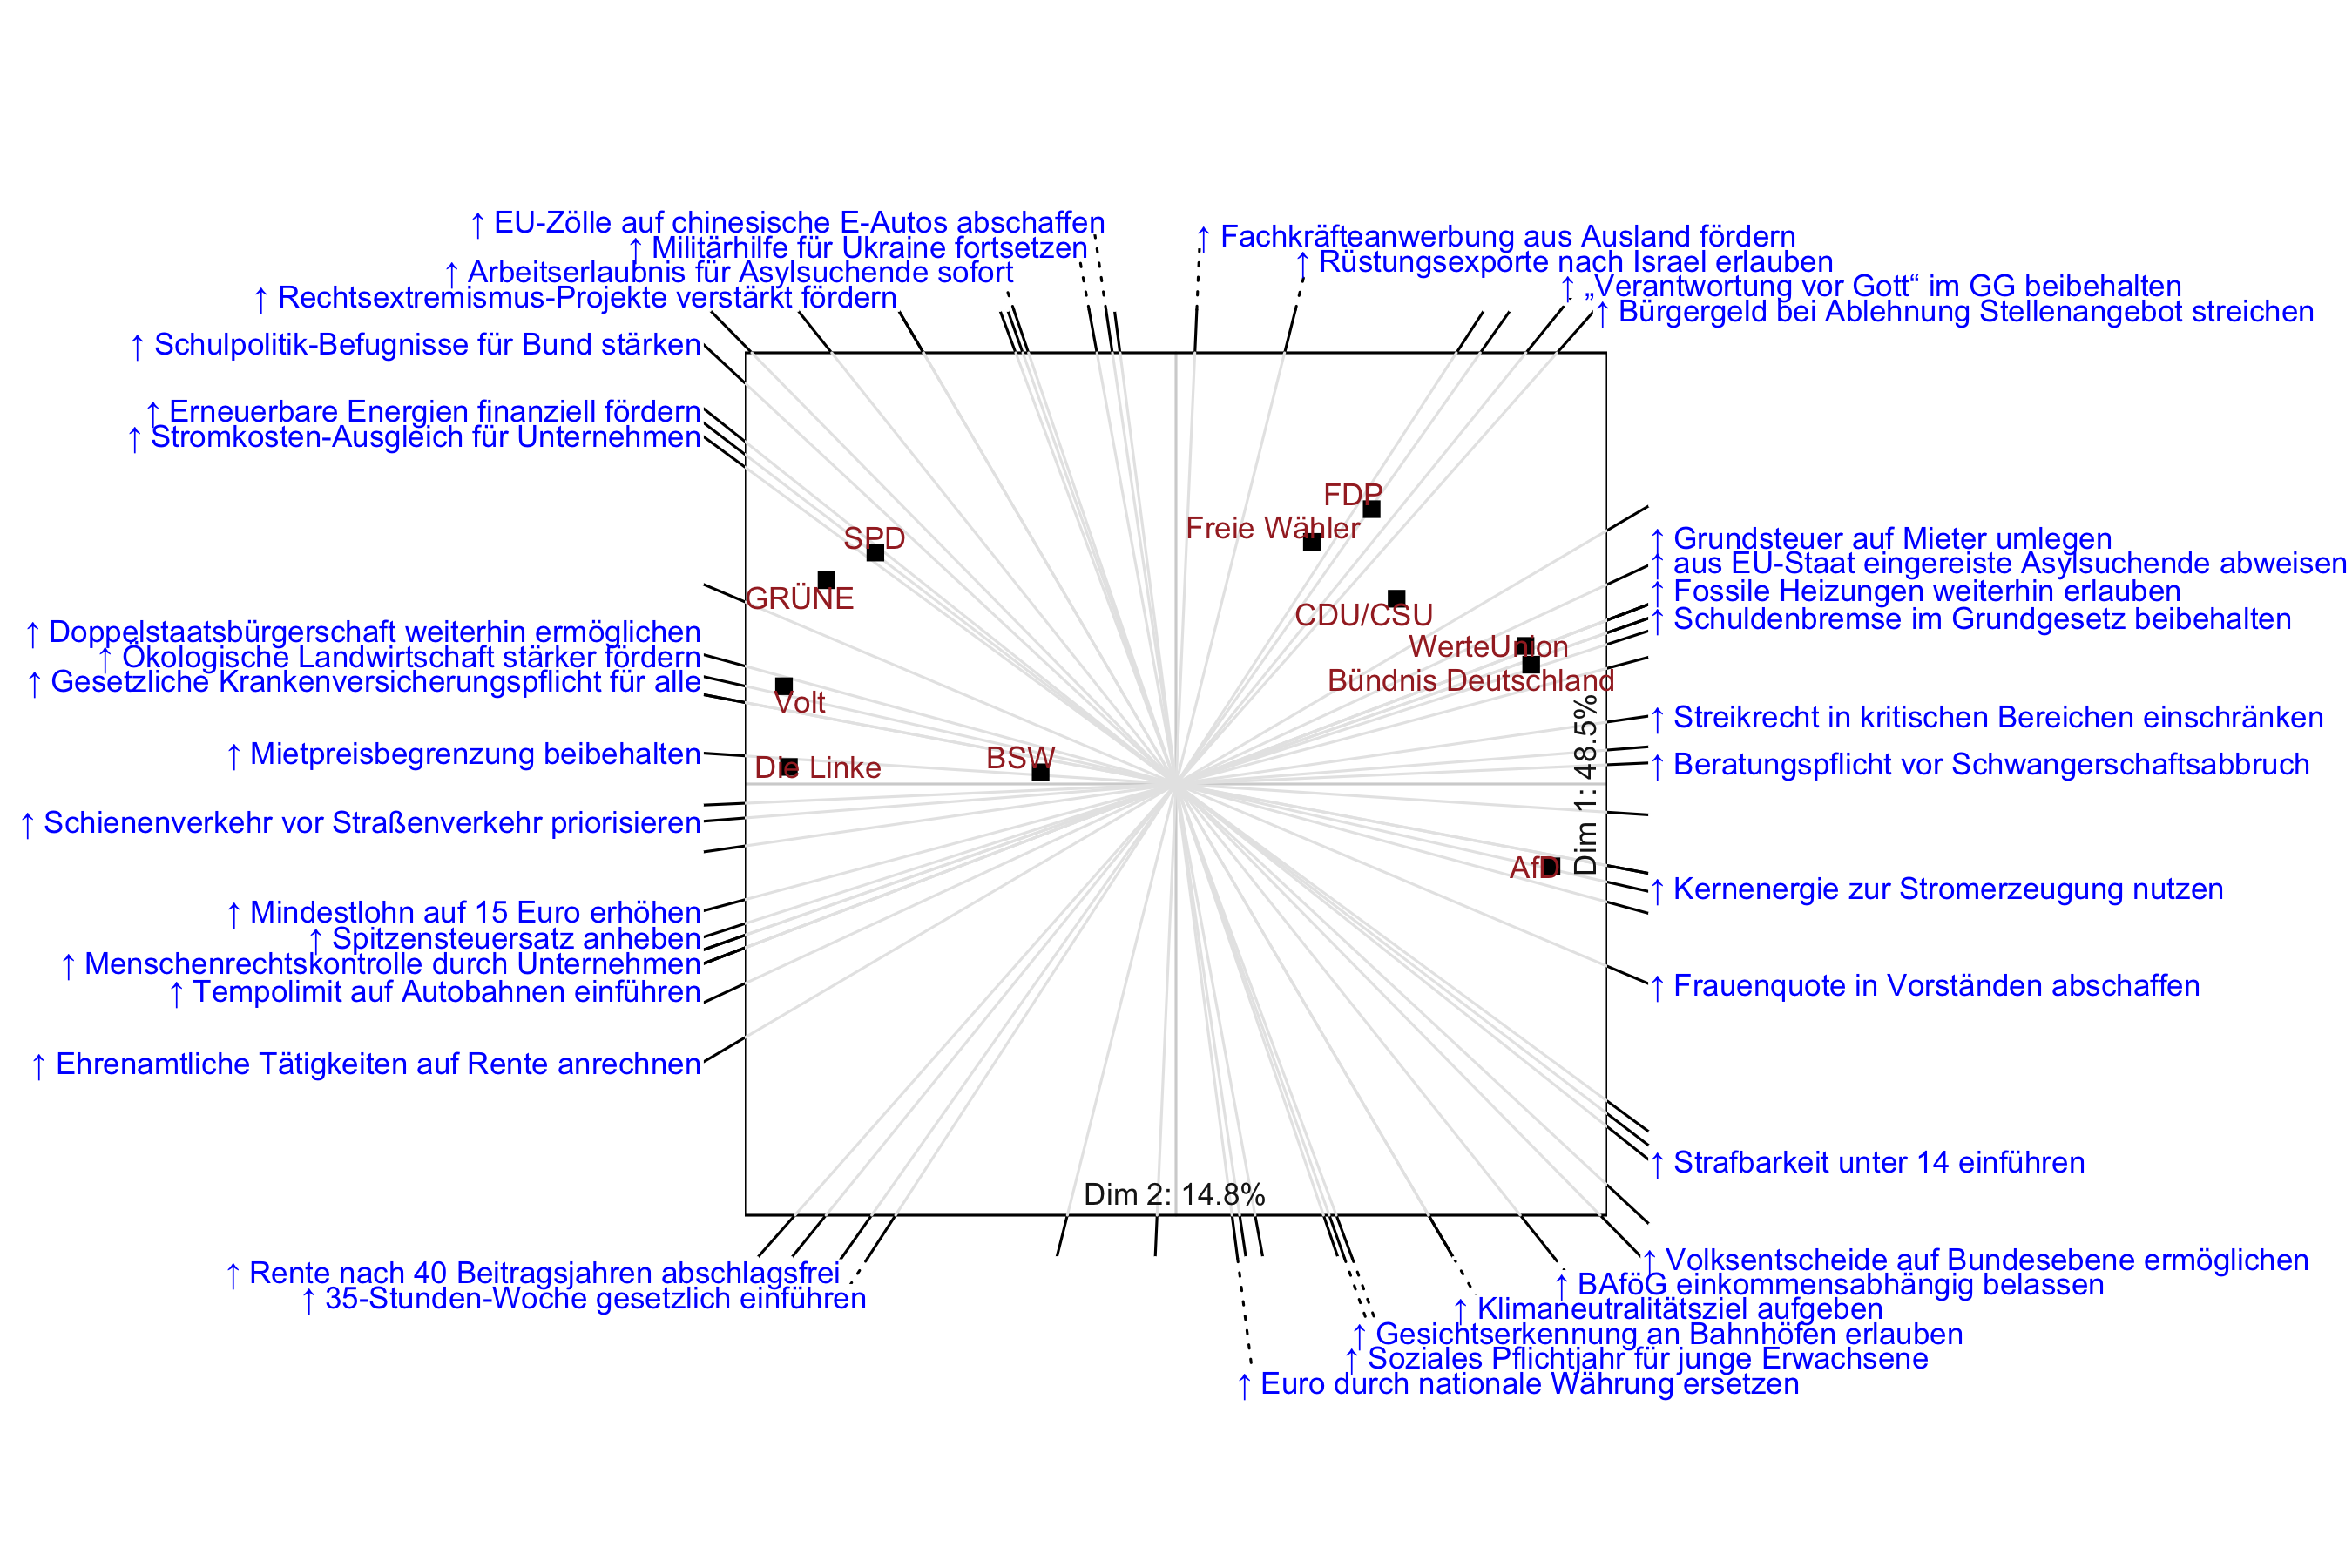 ↑ EU-Zölle auf chinesische E-Autos abschaffen
↑ Militärhilfe für Ukraine fortsetzen
↑ Arbeitserlaubnis für Asylsuchende sofort
↑ Rechtsextremismus-Projekte verstärkt fördern
↑ Schulpolitik-Befugnisse für Bund stärken
↑ Erneuerbare Energien finanziell fördern
↑ Stromkosten-Ausgleich für Unternehmen
↑ Fachkräfteanwerbung aus Ausland fördern
↑ Rüstungsexporte nach Israel erlauben
↑ „Verantwortung vor Gott“ im GG beibehalten
↑ Bürgergeld bei Ablehnung Stellenangebot streichen
FDP
Freie Wähler
SPD
GRÜNE
CDU/CSU
WerteUnion
Bündnis Deutschland
Volt
Die Linke
BSW
AfD
Dim 1: 48.5%
Dim 2: 14.8%
↑ Doppelstaatsbürgerschaft weiterhin ermöglichen
↑ Ökologische Landwirtschaft stärker fördern
↑ Gesetzliche Krankenversicherungspflicht für alle
↑ Mietpreisbegrenzung beibehalten
↑ Schienenverkehr vor Straßenverkehr priorisieren
↑ Mindestlohn auf 15 Euro erhöhen
↑ Spitzensteuersatz anheben
↑ Menschenrechtskontrolle durch Unternehmen
↑ Tempolimit auf Autobahnen einführen
↑ Ehrenamtliche Tätigkeiten auf Rente anrechnen
↑ Rente nach 40 Beitragsjahren abschlagsfrei
↑ 35-Stunden-Woche gesetzlich einführen
↑ Grundsteuer auf Mieter umlegen
↑ aus EU-Staat eingereiste Asylsuchende abweisen
↑ Fossile Heizungen weiterhin erlauben
↑ Schuldenbremse im Grundgesetz beibehalten
↑ Streikrecht in kritischen Bereichen einschränken
↑ Beratungspflicht vor Schwangerschaftsabbruch
↑ Kernenergie zur Stromerzeugung nutzen
↑ Frauenquote in Vorständen abschaffen
↑ Strafbarkeit unter 14 einführen
↑ Volksentscheide auf Bundesebene ermöglichen
↑ BAföG einkommensabhängig belassen
↑ Klimaneutralitätsziel aufgeben
↑ Gesichtserkennung an Bahnhöfen erlauben
↑ Soziales Pflichtjahr für junge Erwachsene
↑ Euro durch nationale Währung ersetzen